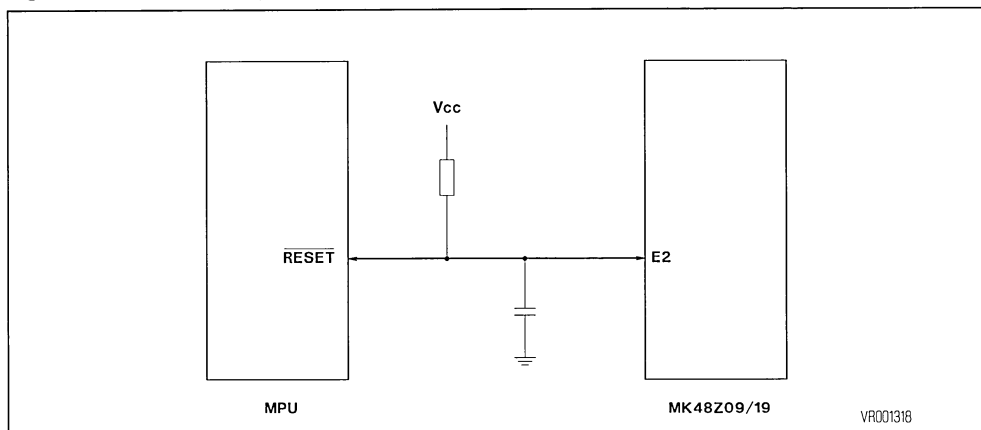 Vcc
RESET
E2
MPU
MK48Z09/19
VR001318